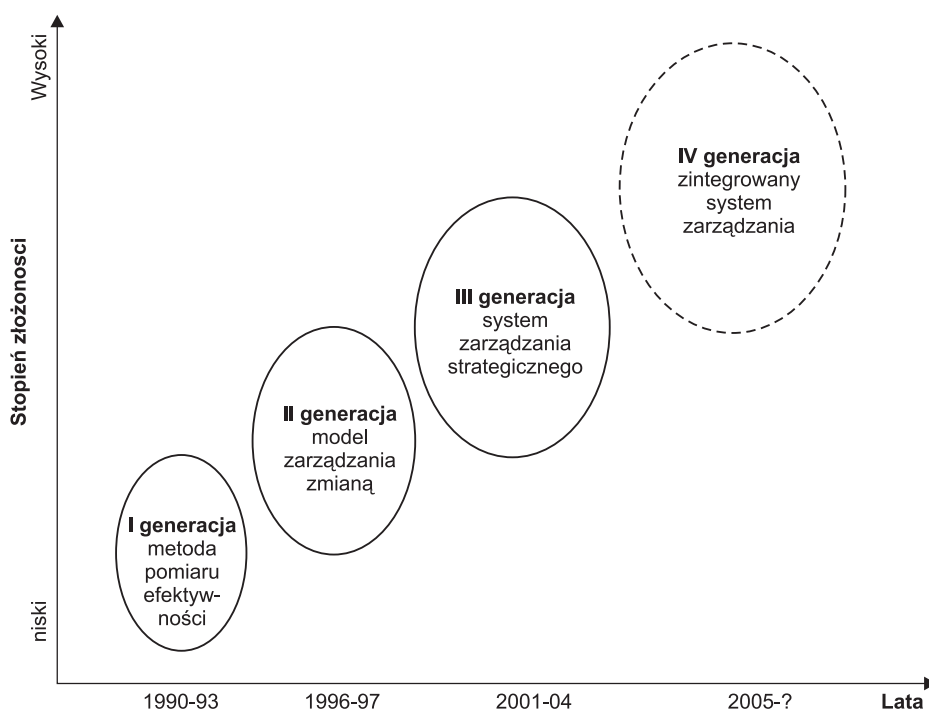 Wysoki
Stopień złożonosci
niski
IV generacja
zintegrowany
system
zarządzania
III generacja
system
zarządzania
strategicznego
II generacja
model
zarządzania
zmianą
I generacja
metoda
pomiaru
efektyw-
ności
1990-93 1996-97 2001-04 2005-? Lata